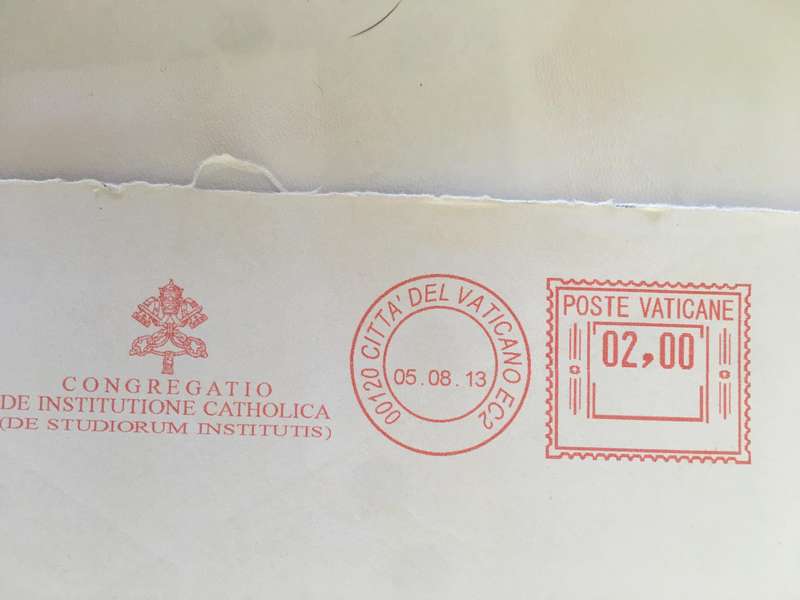 CONGREGATIO
DE INSTITUTIONE CATHOLICA
(DE STUDIORUM INSTITUTIS)
00120 CITTA' DEL VATICANO EC2
05.08.13
POSTE VATICANE
02,00